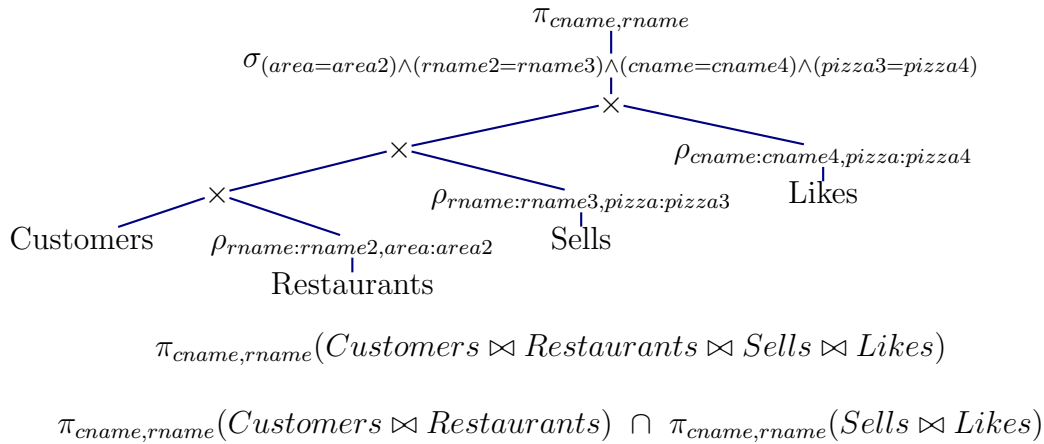 π_{cname,rname}
σ_{(area=area2)∧(rname2=rname3)∧(cname=cname4)∧(pizza3=pizza4)}
×
×
ρ_{cname:cname4,pizza:pizza4}
×
ρ_{rname:rname3,pizza:pizza3}
Likes
Customers
ρ_{rname:rname2,area:area2}
Sells
Restaurants
π_{cname,rname}(Customers ⋈ Restaurants ⋈ Sells ⋈ Likes)
π_{cname,rname}(Customers ⋈ Restaurants) ∩ π_{cname,rname}(Sells ⋈ Likes)